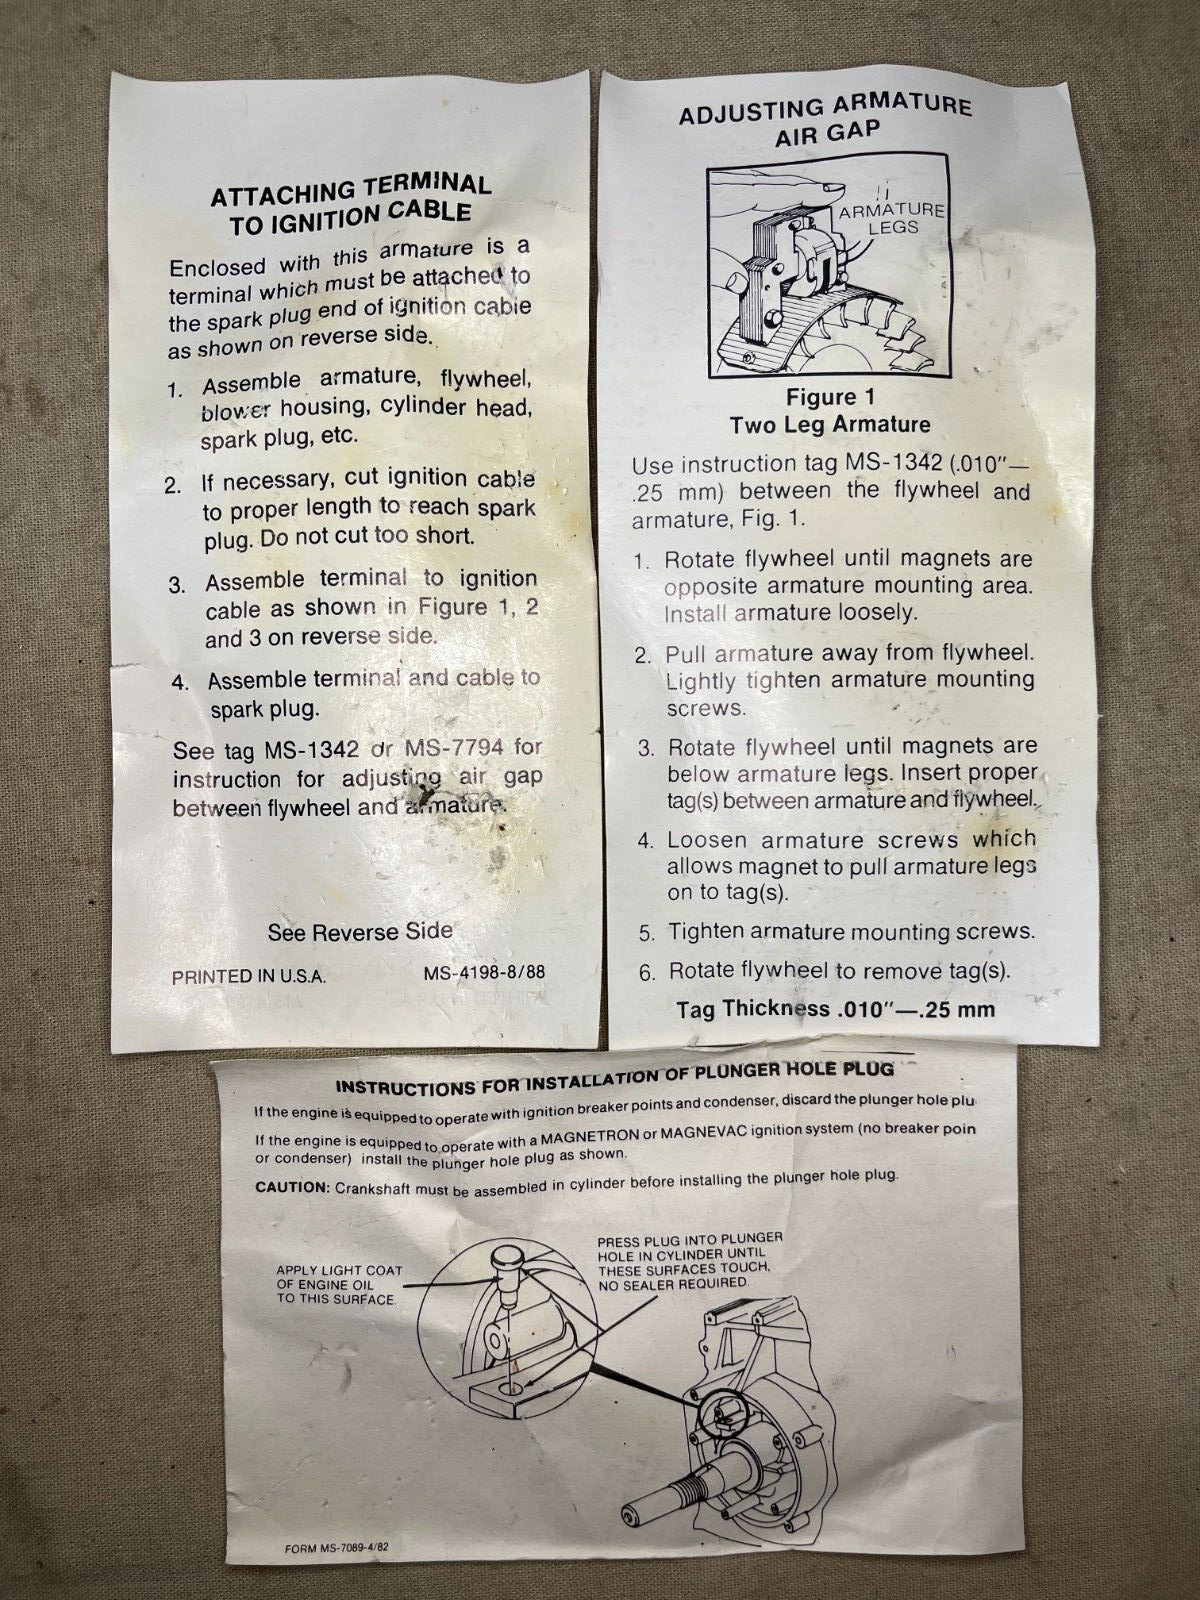 ATTACHING TERMINAL
TO IGNITION CABLE
Enclosed with this armature is a
terminal which must be attached to
the spark plug end of ignition cable
as shown on reverse side.
1. Assemble armature, flywheel,
blower housing, cylinder head,
spark plug, etc.
2. If necessary, cut ignition cable
to proper length to reach spark
plug. Do not cut too short.
3. Assemble terminal to ignition
cable as shown in Figure 1, 2
and 3 on reverse side.
4. Assemble terminal and cable to
spark plug.
See tag MS-1342 or MS-7794 for
instruction for adjusting air gap
between flywheel and armature.
See Reverse Side
PRINTED IN U.S.A. MS-4198-8/88
ADJUSTING ARMATURE
AIR GAP
ARMATURE
LEGS
Figure 1
Two Leg Armature
Use instruction tag MS-1342 (.010"—
.25 mm) between the flywheel and
armature, Fig. 1.
1. Rotate flywheel until magnets are
opposite armature mounting area.
Install armature loosely.
2. Pull armature away from flywheel.
Lightly tighten armature mounting
screws.
3. Rotate flywheel until magnets are
below armature legs. Insert proper
tag(s) between armature and flywheel.
4. Loosen armature screws which
allows magnet to pull armature legs
on to tag(s).
5. Tighten armature mounting screws.
6. Rotate flywheel to remove tag(s).
Tag Thickness .010"—.25 mm
INSTRUCTIONS FOR INSTALLATION OF PLUNGER HOLE PLUG
If the engine is equipped to operate with ignition breaker points and condenser, discard the plunger hole plu
If the engine is equipped to operate with a MAGNETRON or MAGNEVAC ignition system (no breaker poin
or condenser) install the plunger hole plug as shown.
CAUTION: Crankshaft must be assembled in cylinder before installing the plunger hole plug.
APPLY LIGHT COAT
OF ENGINE OIL
TO THIS SURFACE.
PRESS PLUG INTO PLUNGER
HOLE IN CYLINDER UNTIL
THESE SURFACES TOUCH,
NO SEALER REQUIRED.
FORM MS-7089-4/82